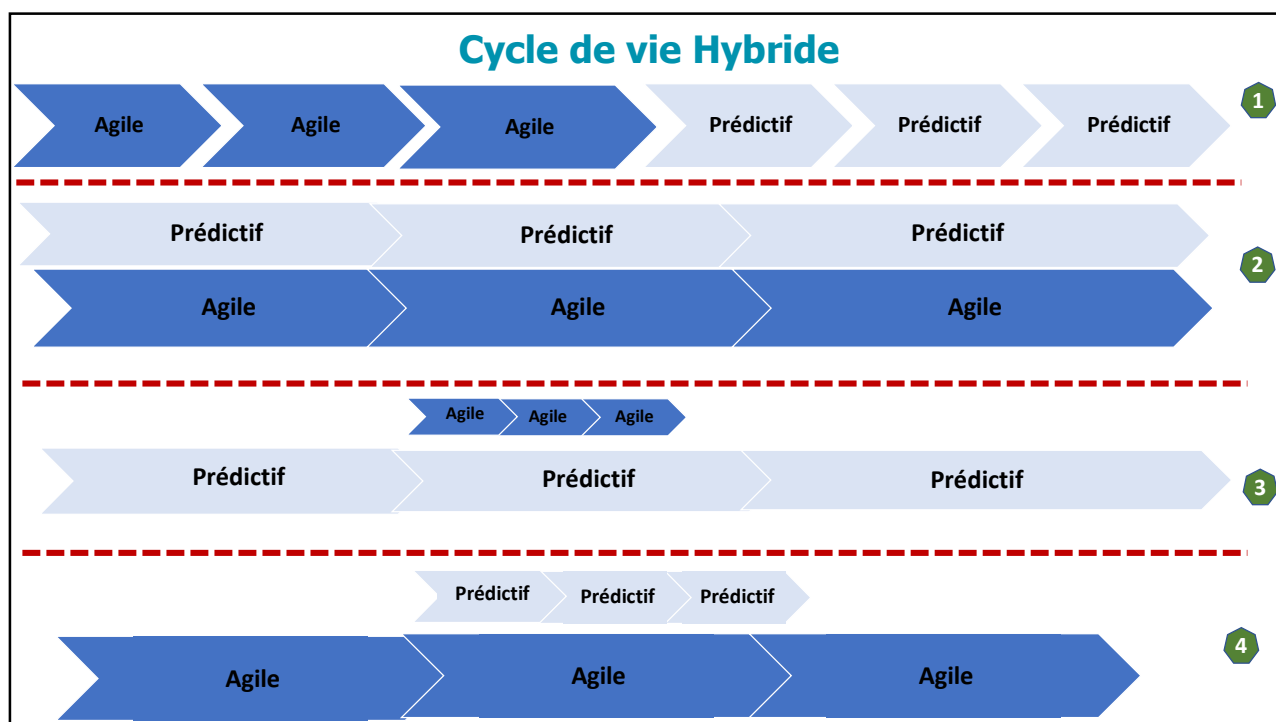 Cycle de vie Hybride
Agile Agile Agile Prédictif Prédictif Prédictif 1
Prédictif Prédictif Prédictif
2
Agile Agile Agile
Agile Agile Agile
Prédictif Prédictif Prédictif
3
Prédictif Prédictif Prédictif
4
Agile Agile Agile